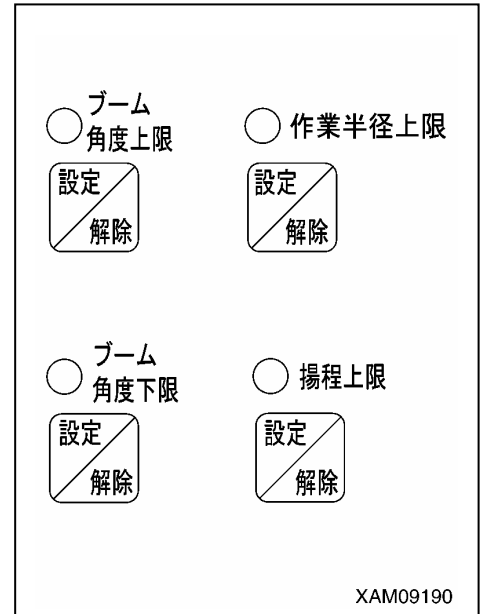 ブーム
角度上限
設定
解除
作業半径上限
設定
解除
ブーム
角度下限
設定
解除
揚程上限
設定
解除
XAM09190